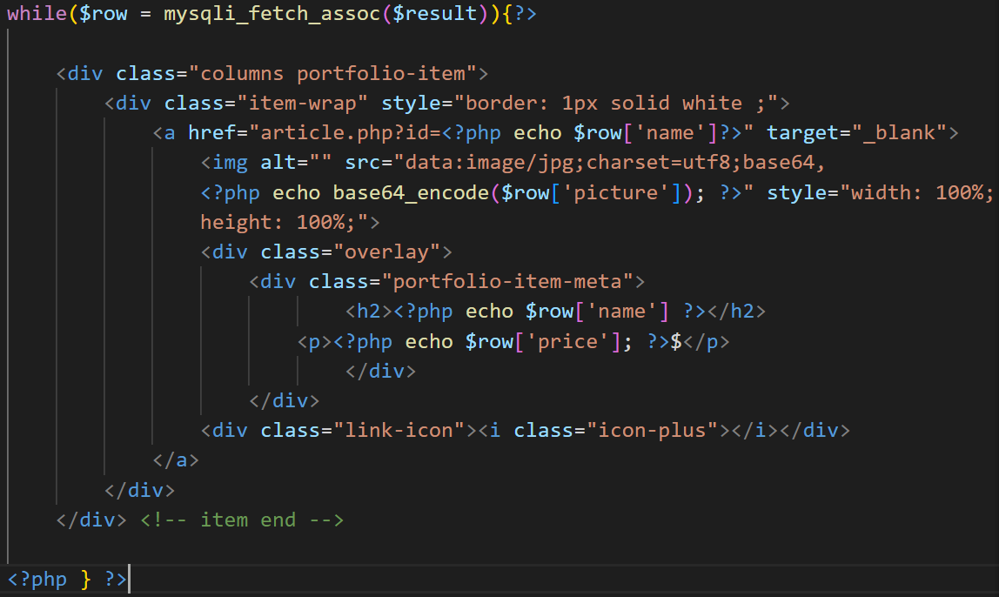 while($row = mysqli_fetch_assoc($result)){?>
<div class="columns portfolio-item">
<div class="item-wrap" style="border: 1px solid white ;">
<a href="article.php?id=<?php echo $row['name']?>" target="_blank">
<img alt="" src="data:image/jpg;charset=utf8;base64,
<?php echo base64_encode($row['picture']); ?>" style="width: 100%;
height: 100%;">
<div class="overlay">
<div class="portfolio-item-meta">
<h2><?php echo $row['name'] ?></h2>
<p><?php echo $row['price']; ?>$</p>
</div>
</div>
<div class="link-icon"><i class="icon-plus"></i></div>
</a>
</div>
</div> <!-- item end -->
<?php } ?>